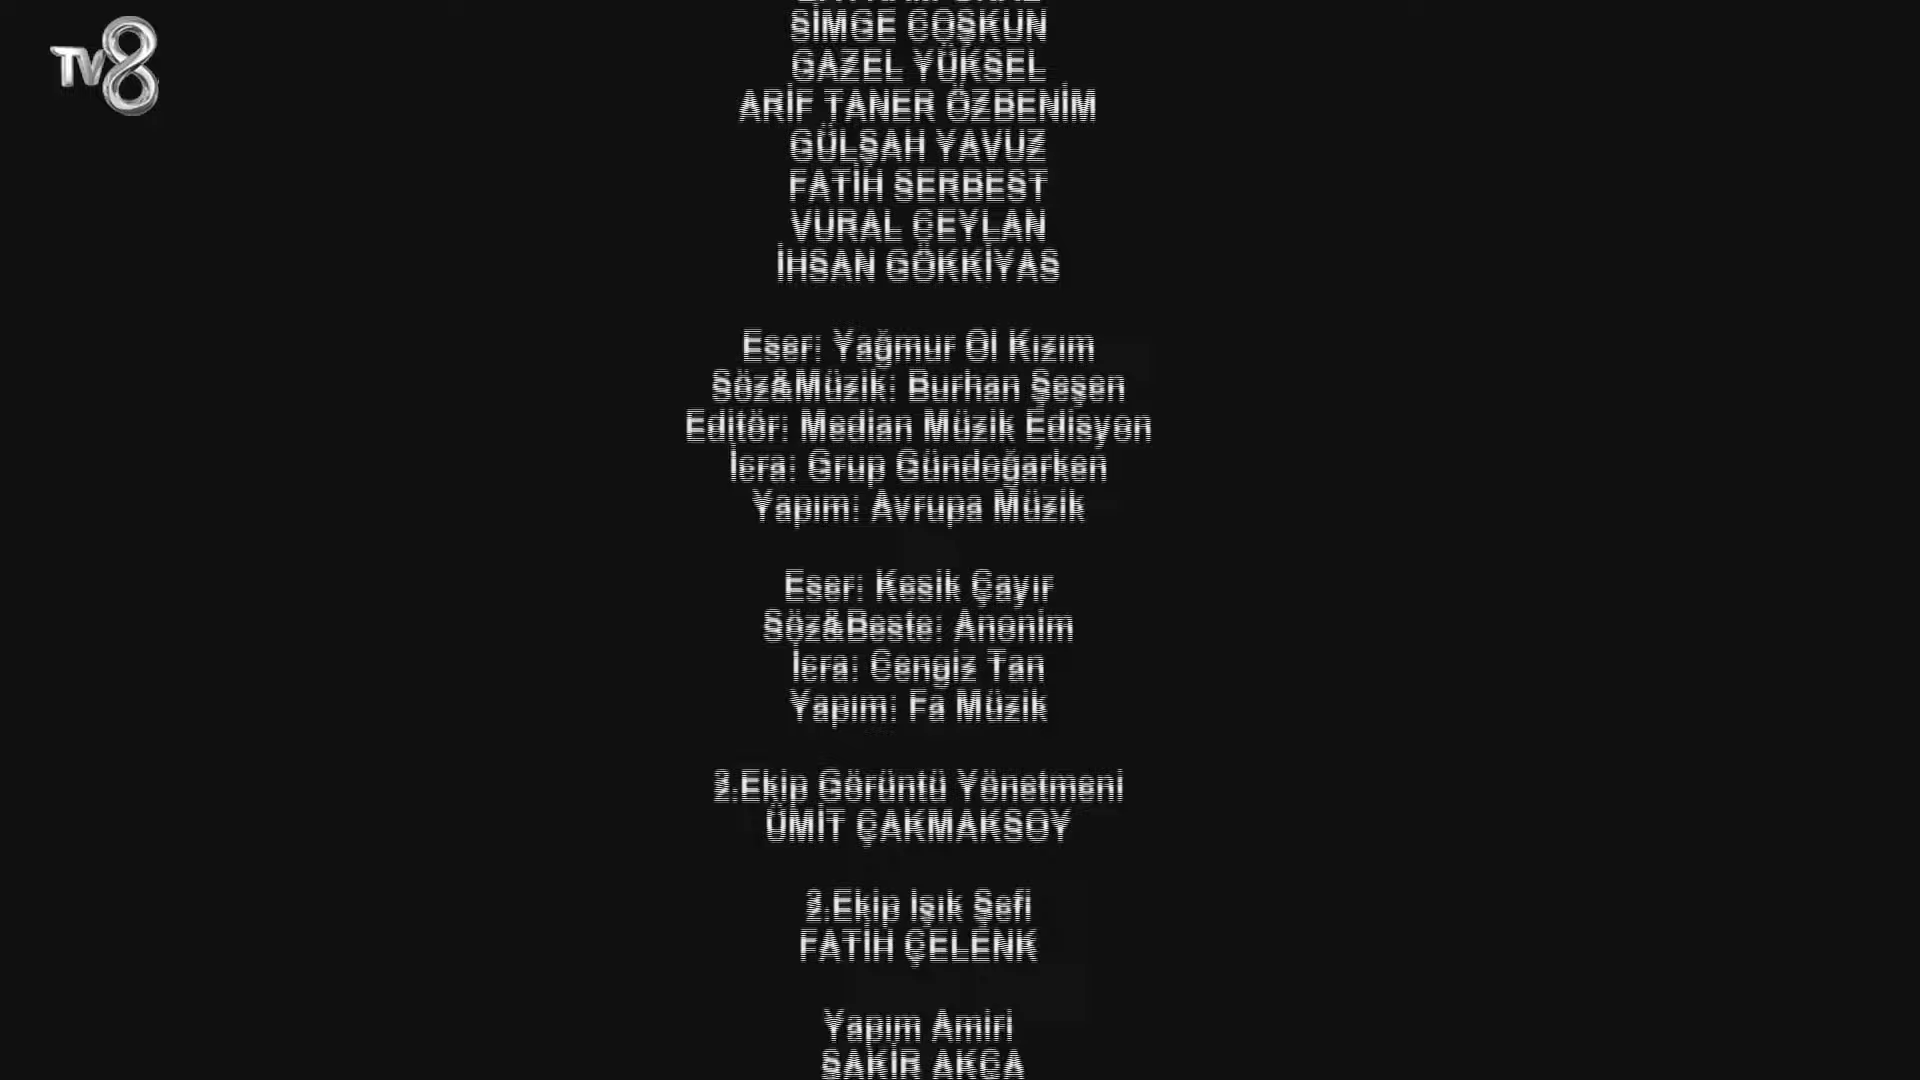 TV8
SİMGE COŞKUN
GAZEL YÜKSEL
ARİF TANER ÖZBENİM
GÜLŞAH YAVUZ
FATİH SERBEST
VURAL CEYLAN
İHSAN GÖKKİYAS
Eser: Yağmur Ol Kızım
Söz&Müzik: Burhan Şeşen
Editör: Median Müzik Edisyon
İcra: Grup Gündoğarken
Yapım: Avrupa Müzik
Eser: Kesik Çayır
Söz&Beste: Anonim
İcra: Cengiz Tan
Yapım: Fa Müzik
2.Ekip Görüntü Yönetmeni
ÜMİT ÇAKMAKSOY
2.Ekip Işık Şefi
FATİH ÇELENK
Yapım Amiri